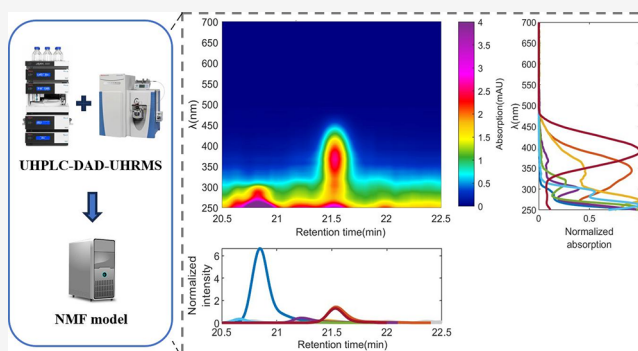 UHPLC-DAD-UHRMS
NMF model
700
650
600
550
500
450
400
350
300
250
λ(nm)
20.5 21 21.5 22 22.5
Retention time(min)
4
3.5
3
2.5
2
1.5
1
0.5
0
Absorption(mAU)
700
650
600
550
500
450
400
350
300
250
λ(nm)
0 0.5
Normalized
absorption
Normalized
intensity
6
4
2
0
20.5 21 21.5 22 22.5
Retention time(min)